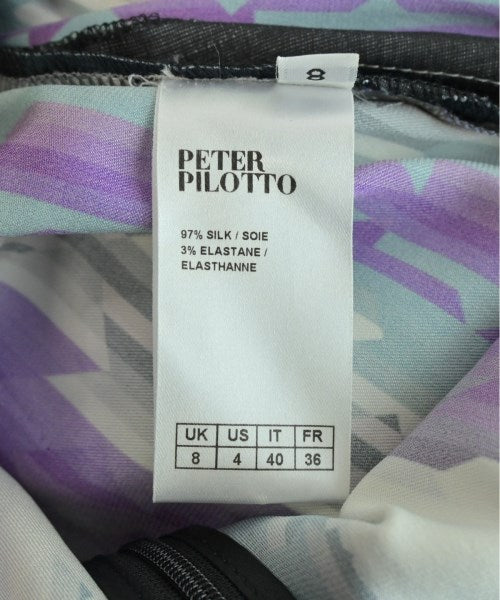 8
PETER
PILOTTO
97% SILK / SOIE
3% ELASTANE /
ELASTHANNE
UK US IT FR
8 4 40 36